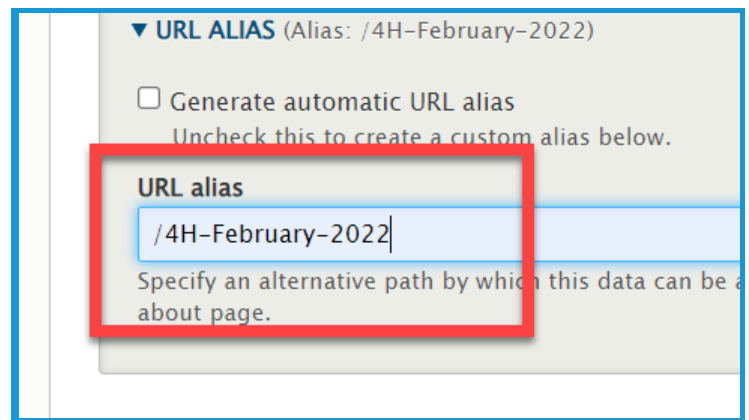 ▼ URL ALIAS (Alias: /4H-February-2022)
Generate automatic URL alias
Uncheck this to create a custom alias below.
URL alias
/4H-February-2022
Specify an alternative path by which this data can be
about page.